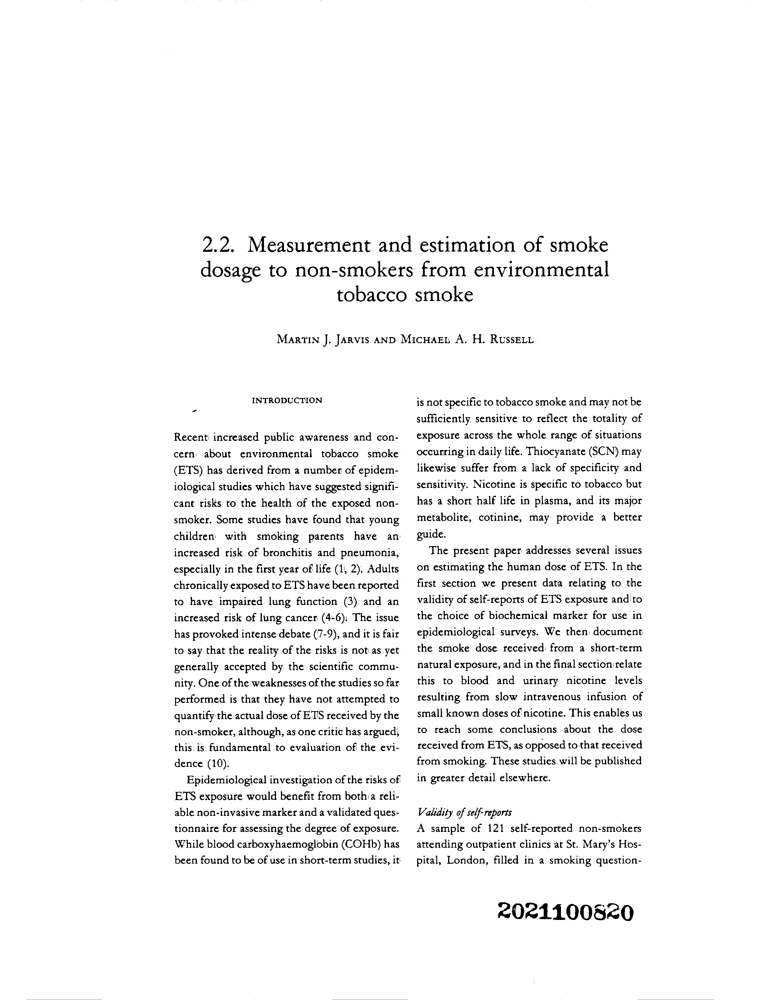 2.2. Measurement and estimation of smoke
dosage to non-smokers from environmental
tobacco smoke
MARTIN J. JARVIS AND MICHAEL A. H. RUSSELL
INTRODUCTION
Recent increased public awareness and con-
cern about environmental tobacco smoke
(ETS) has derived from a number of epidem-
iological studies which have suggested signifi-
cant risks to the health of the exposed non-
smoker. Some studies have found that young
children with smoking parents have an
increased risk of bronchitis and pneumonia,
especially in the first year of life (1, 2). Adults
chronically exposed to ETS have been reported
to have impaired lung function (3) and an
increased risk of lung cancer (4-6). The issue
has provoked intense debate (7-9), and it is fair
to say that the reality of the risks is not as yet
generally accepted by the scientific commu-
nity. One of the weaknesses of the studies so far
performed is that they have not attempted to
quantify the actual dose of ETS received by the
non-smoker, although, as one critic has argued,
this is fundamental to evaluation of the evi-
dence (10).
Epidemiological investigation of the risks of
ETS exposure would benefit from both a reli-
able non-invasive marker and a validated ques-
tionnaire for assessing the degree of exposure.
While blood carboxyhaemoglobin (COHb) has
been found to be of use in short-term studies, it
is not specific to tobacco smoke and may not be
sufficiently sensitive to reflect the totality of
exposure across the whole range of situations
occurring in daily life. Thiocyanate (SCN) may
likewise suffer from a lack of specificity and
sensitivity. Nicotine is specific to tobacco but
has a short half life in plasma, and its major
metabolite, cotinine, may provide a better
guide.
The present paper addresses several issues
on estimating the human dose of ETS. In the
first section we present data relating to the
validity of self-reports of ETS exposure and to
the choice of biochemical marker for use in
epidemiological surveys. We then document
the smoke dose received from a short-term
natural exposure, and in the final section relate
this to blood and urinary nicotine levels
resulting from slow intravenous infusion of
small known doses of nicotine. This enables us
to reach some conclusions about the dose
received from ETS, as opposed to that received
from smoking. These studies will be published
in greater detail elsewhere.
Validity of self-reports
A sample of 121 self-reported non-smokers
attending outpatient clinics at St. Mary's Hos-
pital, London, filled in a smoking question-
2021100820